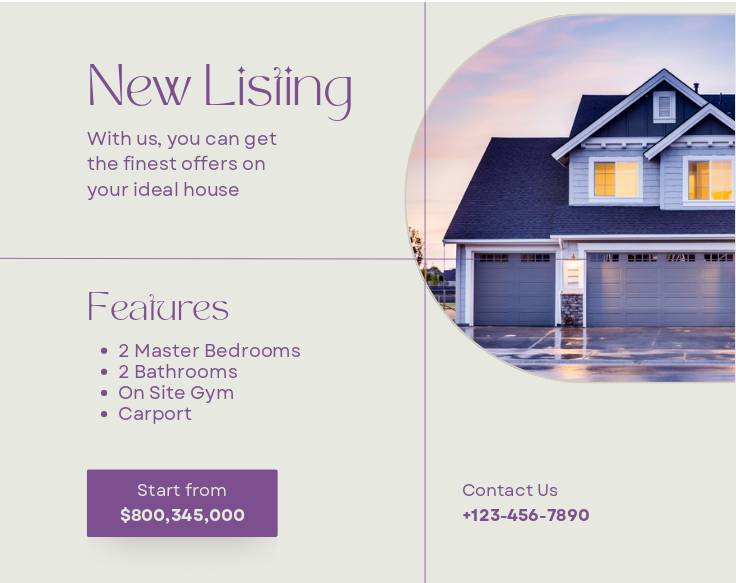 New Listing
With us, you can get
the finest offers on
your ideal house
Features
• 2 Master Bedrooms
• 2 Bathrooms
• On Site Gym
• Carport
Start from
$800,345,000
Contact Us
+123-456-7890